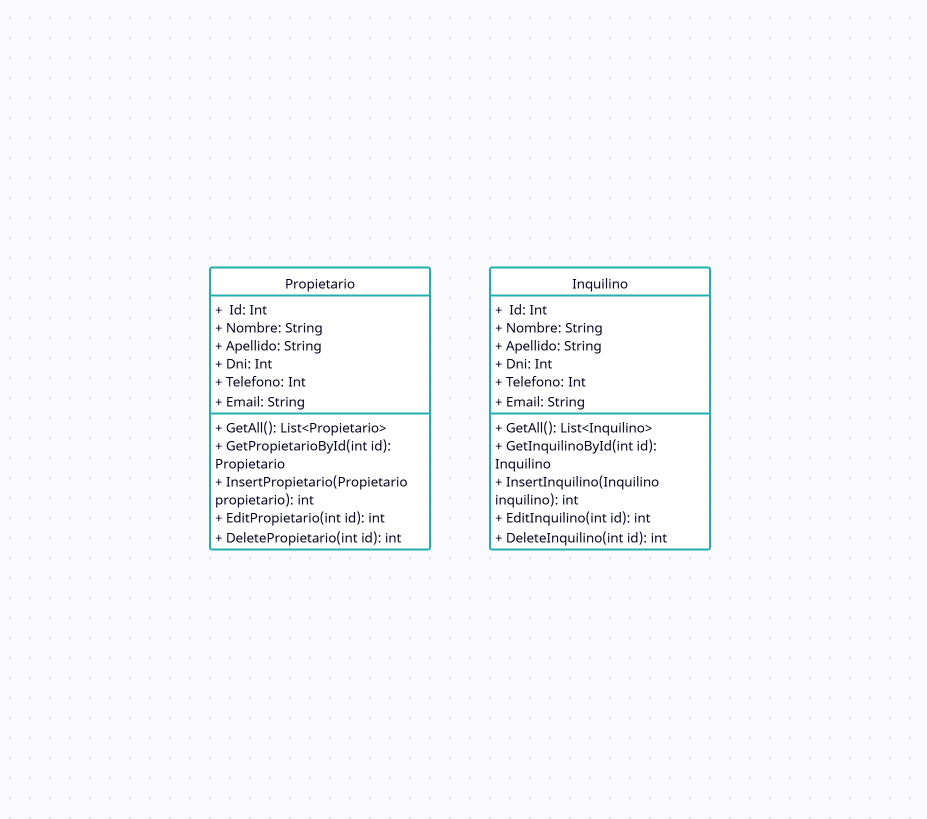 Propietario
+  Id: Int
+ Nombre: String
+ Apellido: String
+ Dni: Int
+ Telefono: Int
+ Email: String
+ GetAll(): List<Propietario>
+ GetPropietarioById(int id):
Propietario
+ InsertPropietario(Propietario
propietario): int
+ EditPropietario(int id): int
+ DeletePropietario(int id): int
Inquilino
+  Id: Int
+ Nombre: String
+ Apellido: String
+ Dni: Int
+ Telefono: Int
+ Email: String
+ GetAll(): List<Inquilino>
+ GetInquilinoById(int id):
Inquilino
+ InsertInquilino(Inquilino
inquilino): int
+ EditInquilino(int id): int
+ DeleteInquilino(int id): int